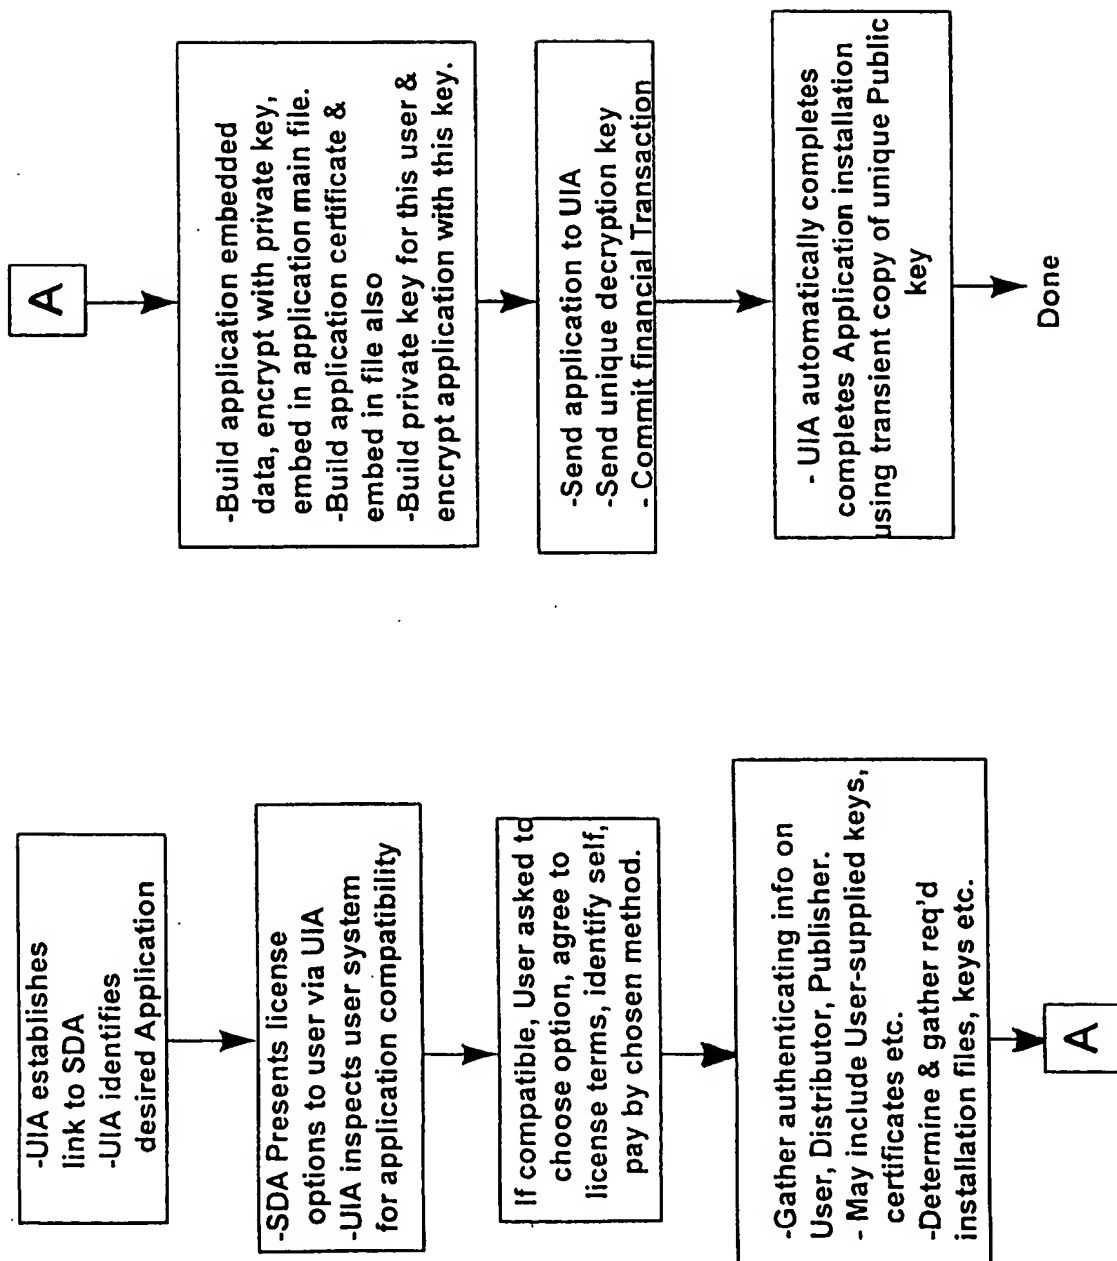 -UIA establishes
link to SDA
-UIA identifies
desired Application
-SDA Presents license
options to user via UIA
-UIA inspects user system
for application compatibility
If compatible, User asked to
choose option, agree to
license terms, identify self,
pay by chosen method.
-Gather authenticating info on
User, Distributor, Publisher.
- May include User-supplied keys,
certificates etc.
-Determine & gather req'd
installation files, keys etc.
A
A
-Build application embedded
data, encrypt with private key,
embed in application main file.
-Build application certificate &
embed in file also
-Build private key for this user &
encrypt application with this key.
-Send application to UIA
-Send unique decryption key
- Commit financial Transaction
- UIA automatically completes
completes Application installation
using transient copy of unique Public
key
Done